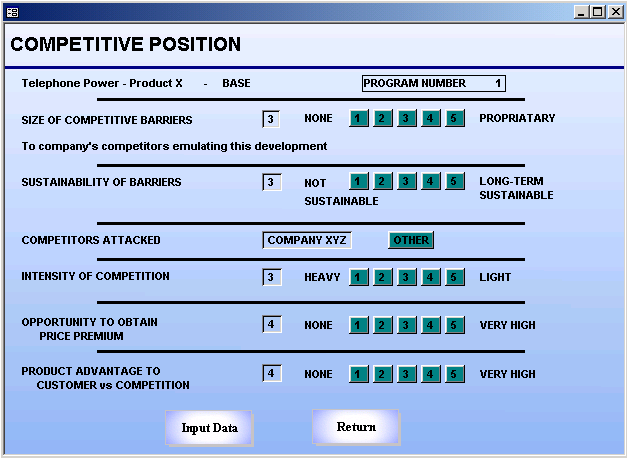 COMPETITIVE POSITION
Telephone Power - Product X - BASE PROGRAM NUMBER 1
SIZE OF COMPETITIVE BARRIERS 3 NONE 1 2 3 4 5 PROPRIATARY
To company's competitors emulating this development
SUSTAINABILITY OF BARRIERS 3 NOT 1 2 3 4 5 LONG-TERM
SUSTAINABLE SUSTAINABLE
COMPETITORS ATTACKED COMPANY XYZ OTHER
INTENSITY OF COMPETITION 3 HEAVY 1 2 3 4 5 LIGHT
OPPORTUNITY TO OBTAIN 4 NONE 1 2 3 4 5 VERY HIGH
PRICE PREMIUM
PRODUCT ADVANTAGE TO 4 NONE 1 2 3 4 5 VERY HIGH
CUSTOMER vs COMPETITION
Input Data Return